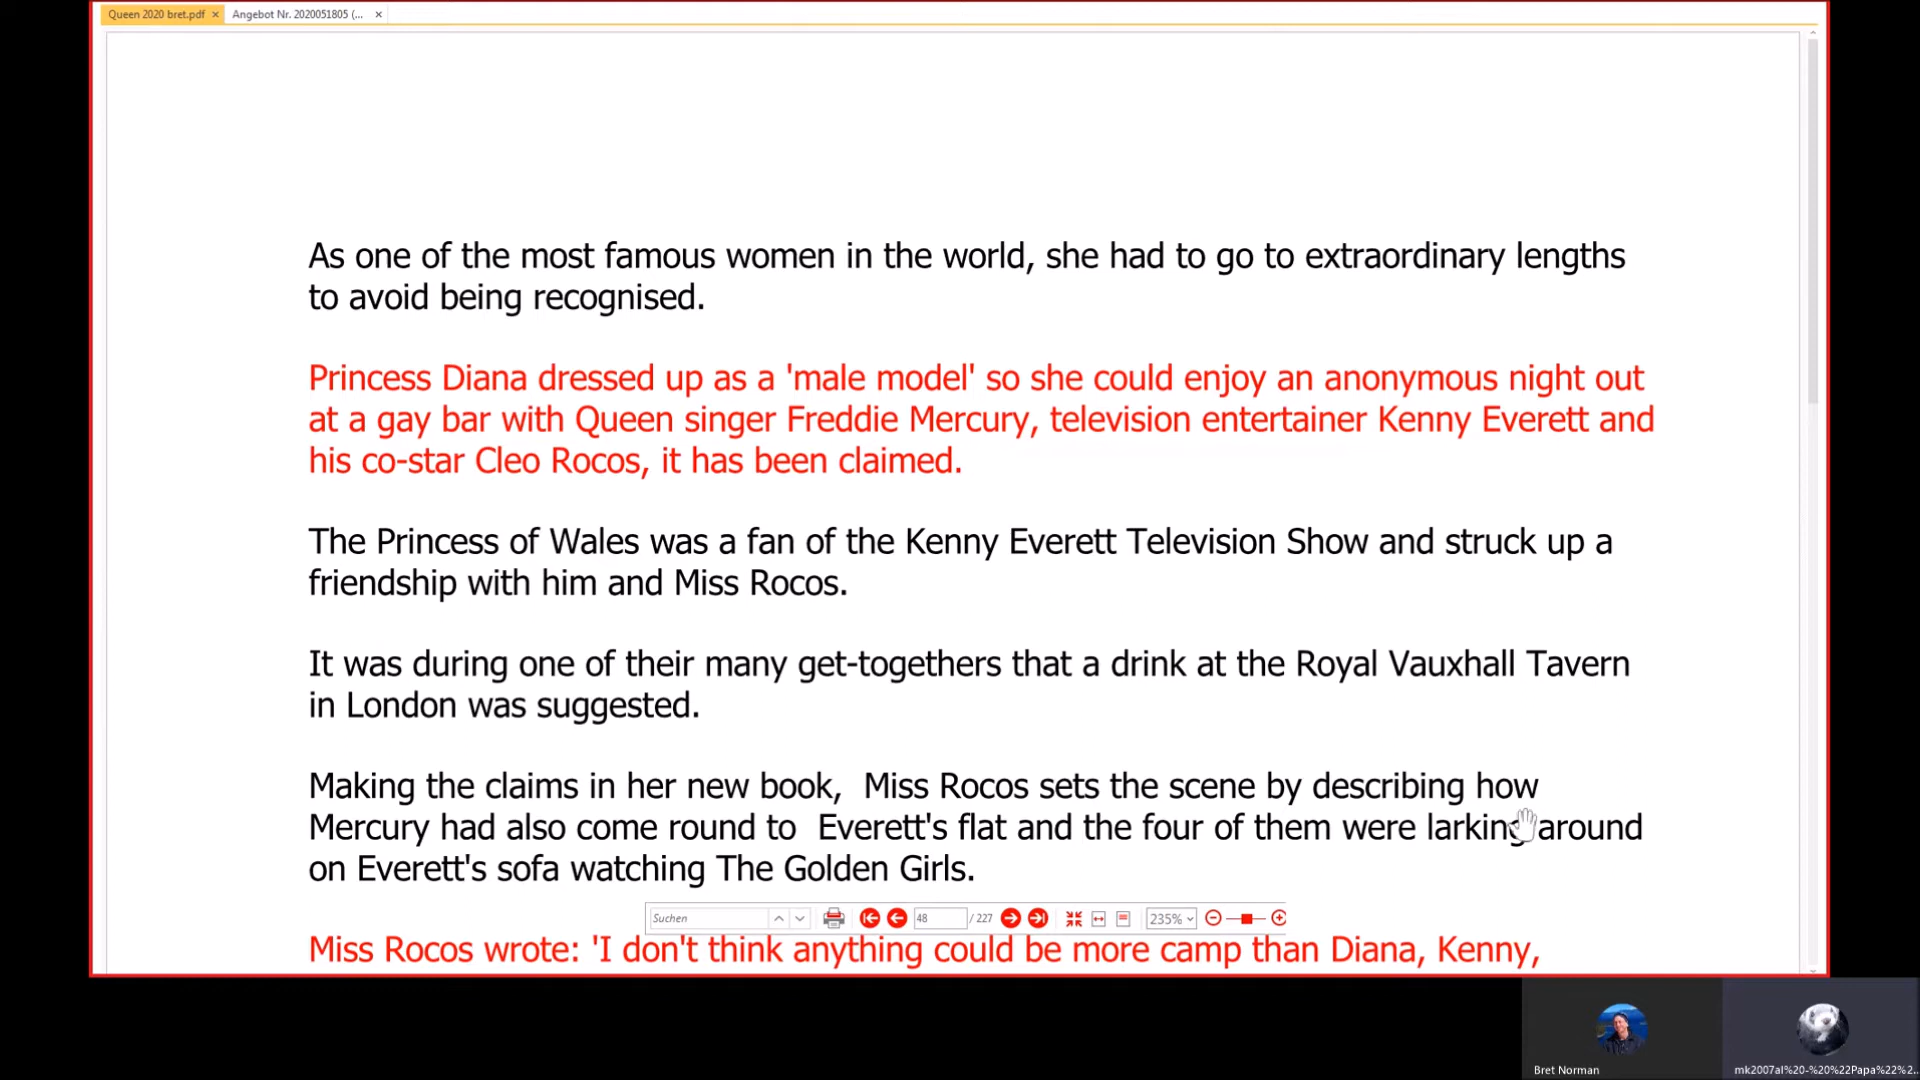 Queen 2020 bret.pdf × Angebot Nr. 2020051805 (... ×
As one of the most famous women in the world, she had to go to extraordinary lengths
to avoid being recognised.
Princess Diana dressed up as a 'male model' so she could enjoy an anonymous night out
at a gay bar with Queen singer Freddie Mercury, television entertainer Kenny Everett and
his co-star Cleo Rocos, it has been claimed.
The Princess of Wales was a fan of the Kenny Everett Television Show and struck up a
friendship with him and Miss Rocos.
It was during one of their many get-togethers that a drink at the Royal Vauxhall Tavern
in London was suggested.
Making the claims in her new book,  Miss Rocos sets the scene by describing how
Mercury had also come round to  Everett's flat and the four of them were larking around
on Everett's sofa watching The Golden Girls.
Suchen 48 / 227 235%
Miss Rocos wrote: 'I don't think anything could be more camp than Diana, Kenny,
Bret Norman
mk2007al%20-%20%22Papa%22%2...